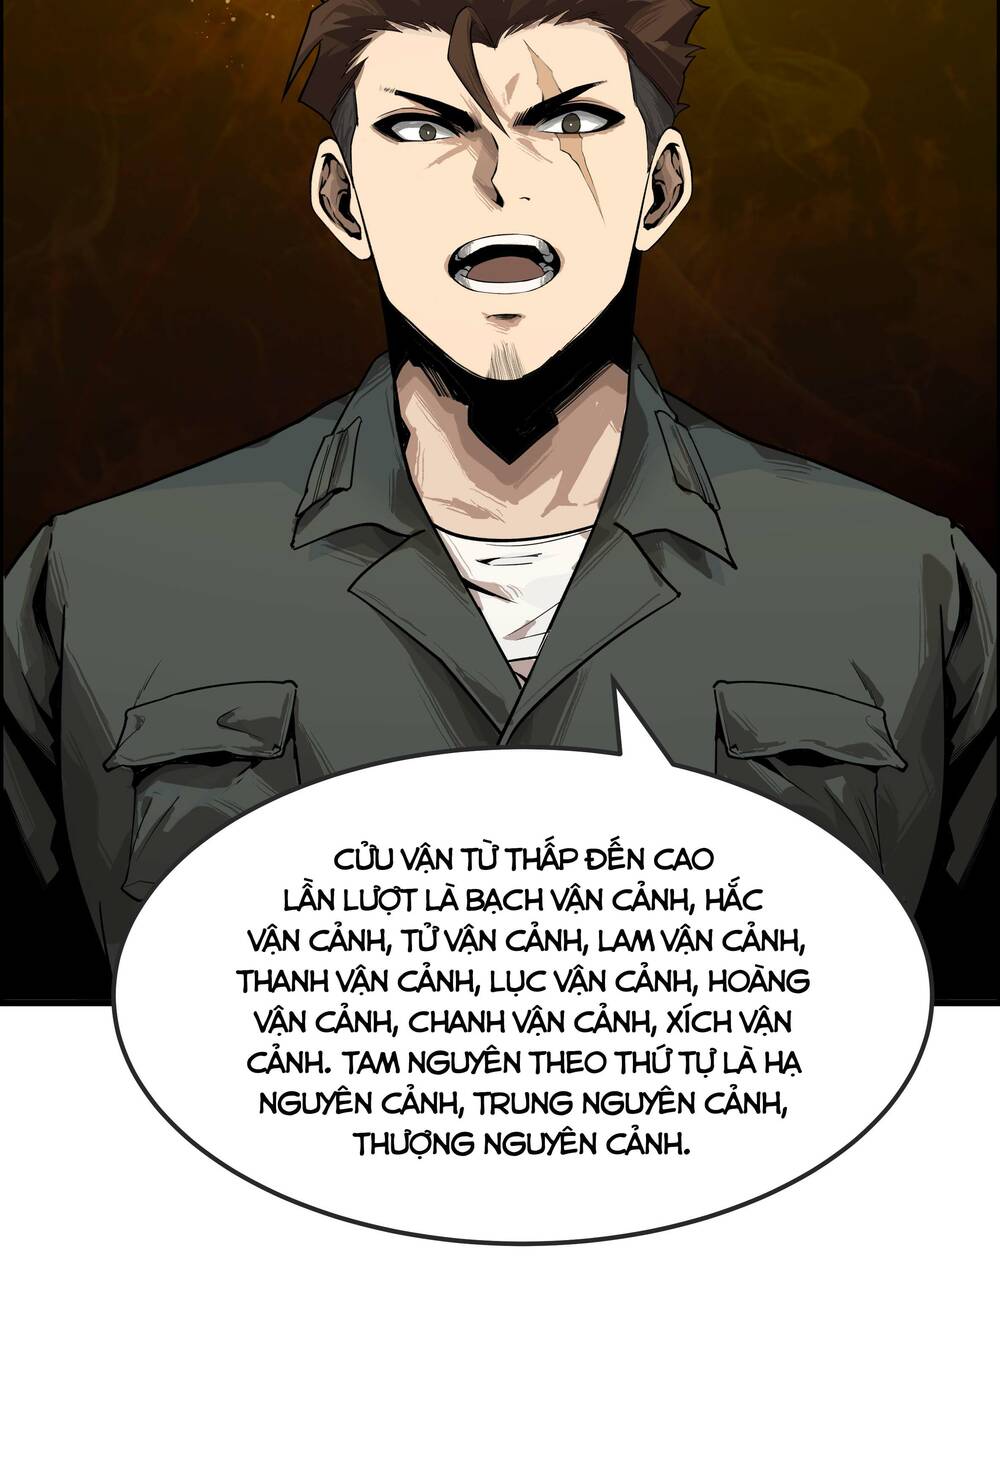 CỬU VẬN TỪ THẤP ĐẾN CAO
LẦN LƯỢT LÀ BẠCH VẬN CẢNH, HẮC
VẬN CẢNH, TỬ VẬN CẢNH, LAM VẬN CẢNH,
THANH VẬN CẢNH, LỤC VẬN CẢNH, HOÀNG
VẬN CẢNH, CHANH VẬN CẢNH, XÍCH VẬN
CẢNH. TAM NGUYÊN THEO THỨ TỰ LÀ HẠ
NGUYÊN CẢNH, TRUNG NGUYÊN CẢNH,
THƯỢNG NGUYÊN CẢNH.